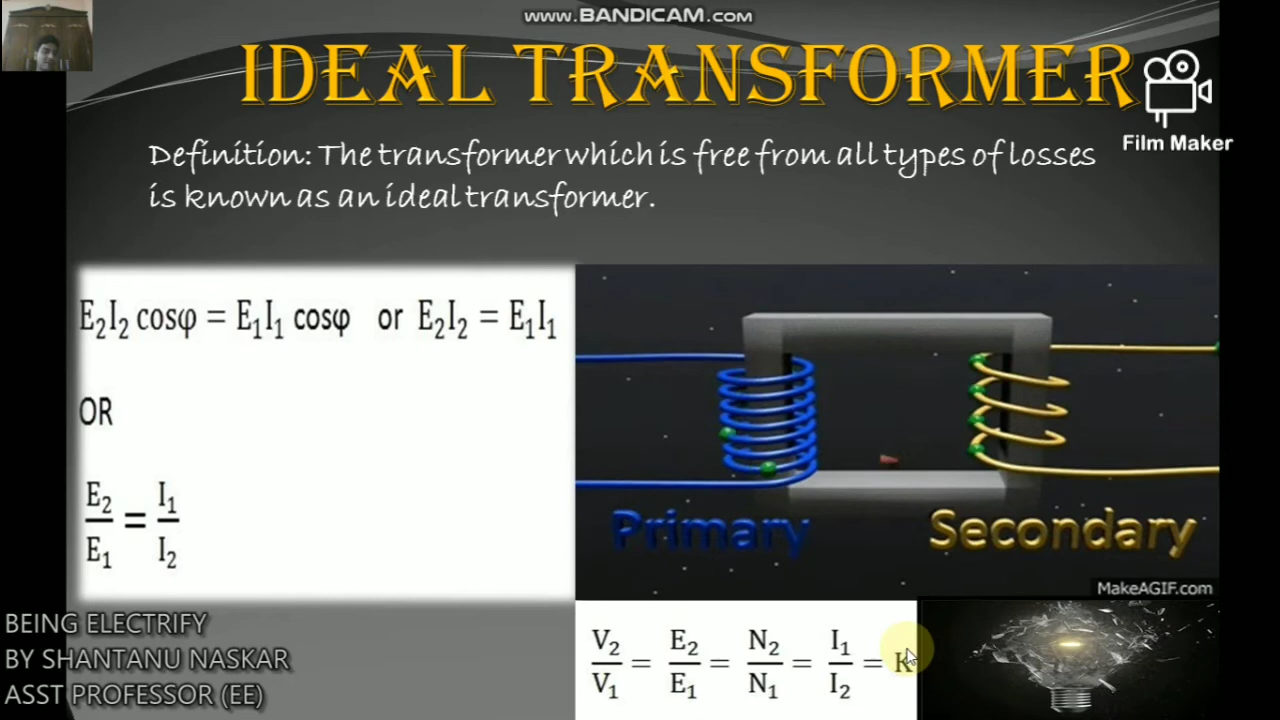 www.BANDICAM.com
IDEAL TRANSFORMER
Film Maker
Definition: The transformer which is free from all types of losses
is known as an ideal transformer.
E₂I₂ cosφ = E₁I₁ cosφ or E₂I₂ = E₁I₁
OR
E₂/E₁ = I₁/I₂
Primary
Secondary
MakeAGIF.com
V₂/V₁ = E₂/E₁ = N₂/N₁ = I₁/I₂ = K
BEING ELECTRIFY
BY SHANTANU NASKAR
ASST PROFESSOR (EE)